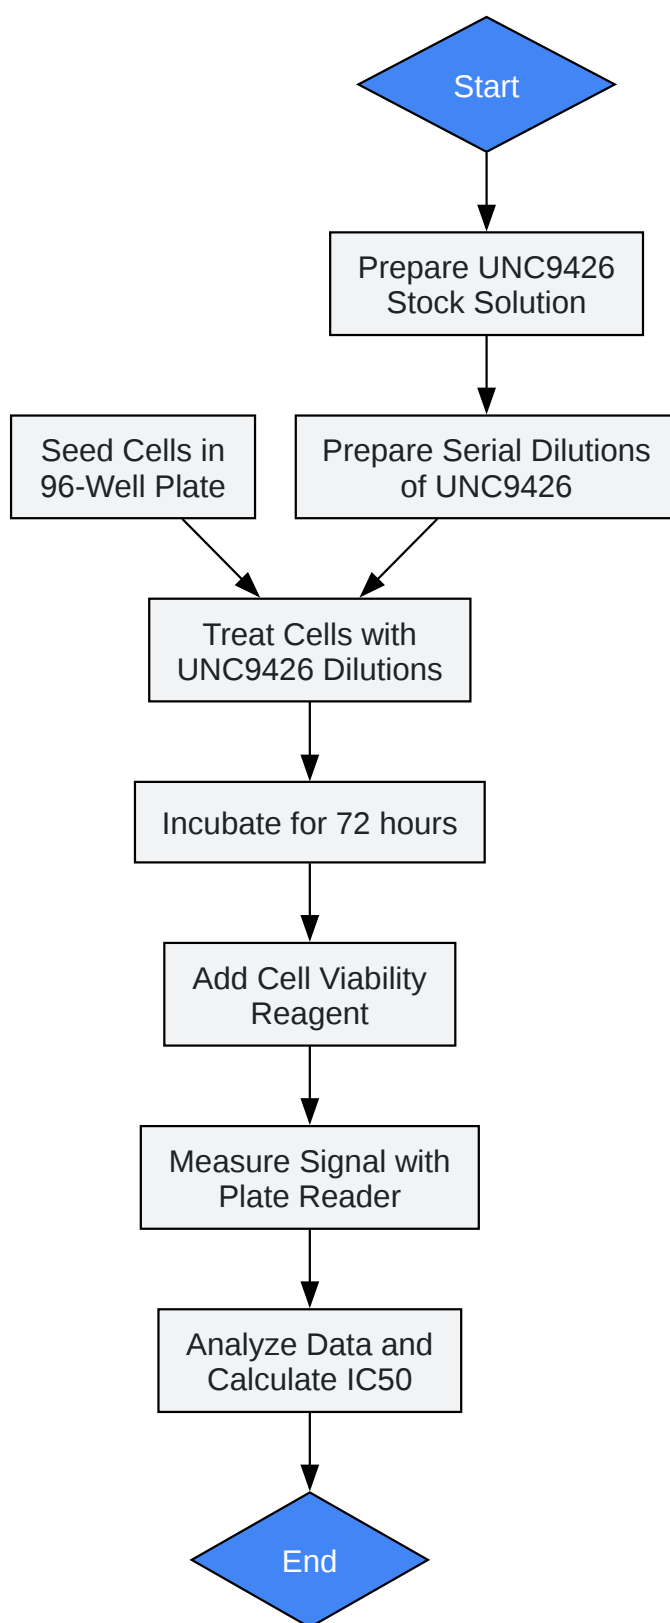 Start
Prepare UNC9426
Stock Solution
Seed Cells in
96-Well Plate
Prepare Serial Dilutions
of UNC9426
Treat Cells with
UNC9426 Dilutions
Incubate for 72 hours
Add Cell Viability
Reagent
Measure Signal with
Plate Reader
Analyze Data and
Calculate IC50
End